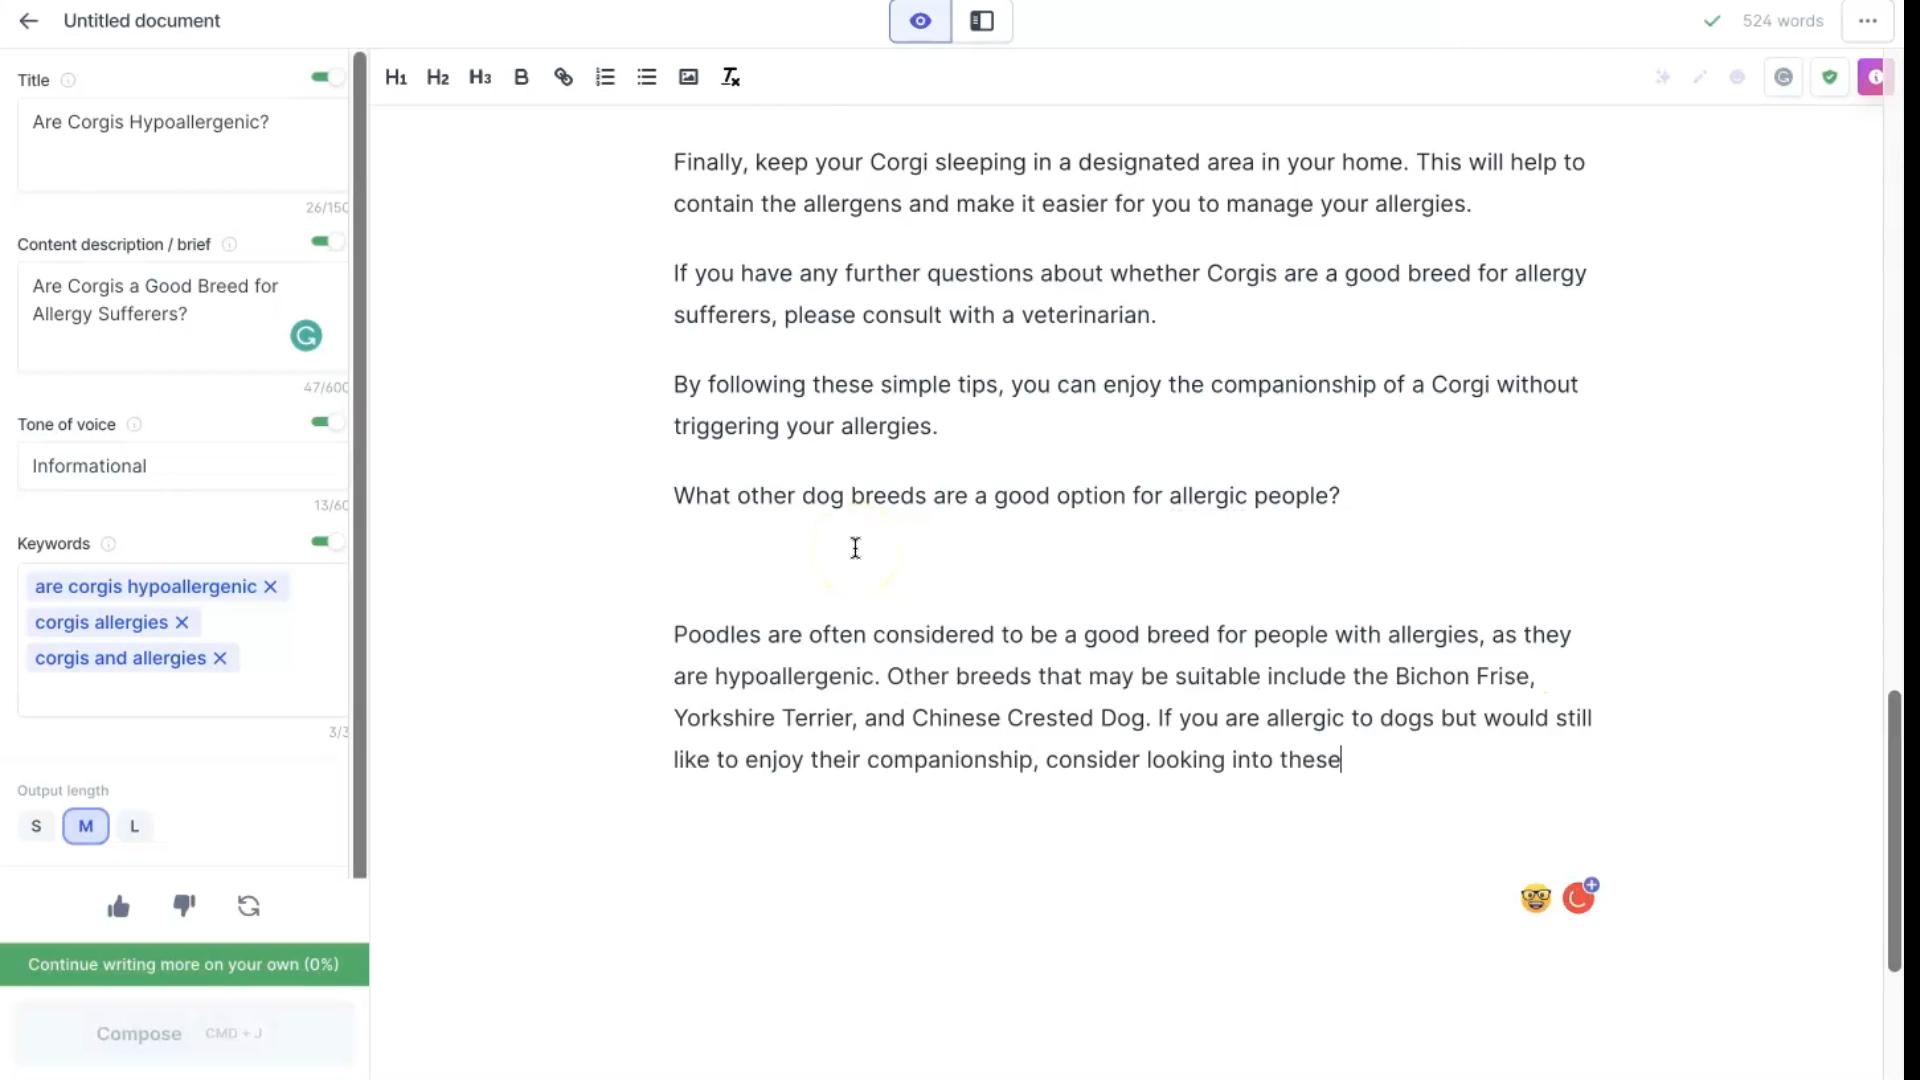 Untitled document
524 words
Title
Are Corgis Hypoallergenic?
26/150
Content description / brief
Are Corgis a Good Breed for
Allergy Sufferers?
47/600
Tone of voice
Informational
13/60
Keywords
are corgis hypoallergenic
corgis allergies
corgis and allergies
3/3
Output length
S M L
Continue writing more on your own (0%)
Compose CMD + J
H1 H2 H3 B
Finally, keep your Corgi sleeping in a designated area in your home. This will help to
contain the allergens and make it easier for you to manage your allergies.
If you have any further questions about whether Corgis are a good breed for allergy
sufferers, please consult with a veterinarian.
By following these simple tips, you can enjoy the companionship of a Corgi without
triggering your allergies.
What other dog breeds are a good option for allergic people?
Poodles are often considered to be a good breed for people with allergies, as they
are hypoallergenic. Other breeds that may be suitable include the Bichon Frise,
Yorkshire Terrier, and Chinese Crested Dog. If you are allergic to dogs but would still
like to enjoy their companionship, consider looking into these